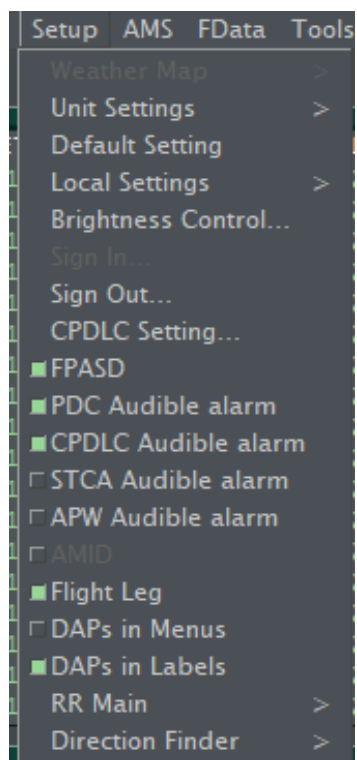 Setup AMS FData Tools
Weather Map >
Unit Settings >
Default Setting
Local Settings >
Brightness Control...
Sign In...
Sign Out...
CPDLC Setting...
FPASD
PDC Audible alarm
CPDLC Audible alarm
STCA Audible alarm
APW Audible alarm
AMID
Flight Leg
DAPs in Menus
DAPs in Labels
RR Main >
Direction Finder >